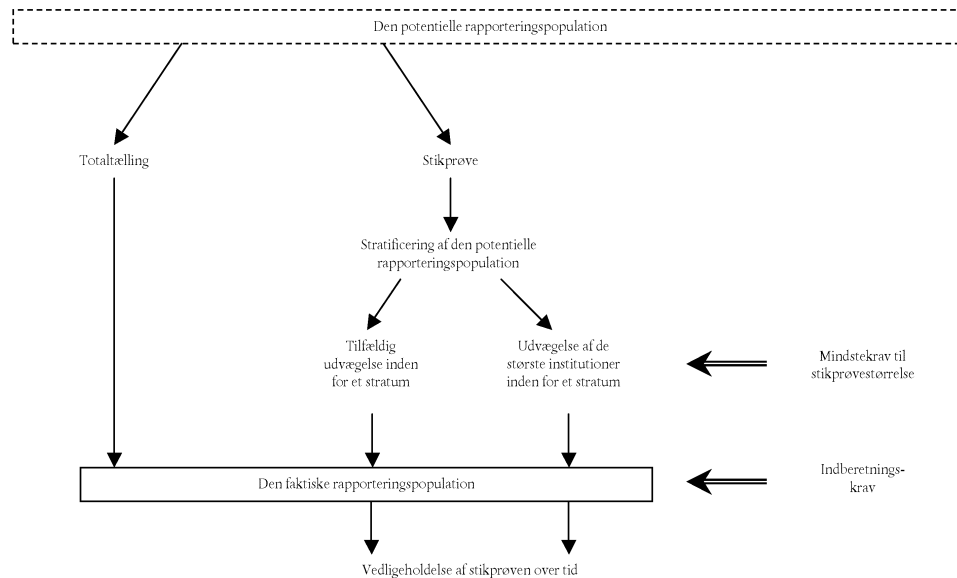 Den potentielle rapporteringspopulation
Totaltælling
Stikprøve
Stratificering af den potentielle
rapporteringspopulation
Tilfældig
udvægelse inden
for et stratum
Udvægelse af de
største institutioner
inden for et stratum
Mindstekrav til
stikprøvestørrelse
Den faktiske rapporteringspopulation
Indberetnings-
krav
Vedligeholdelse af stikprøven over tid